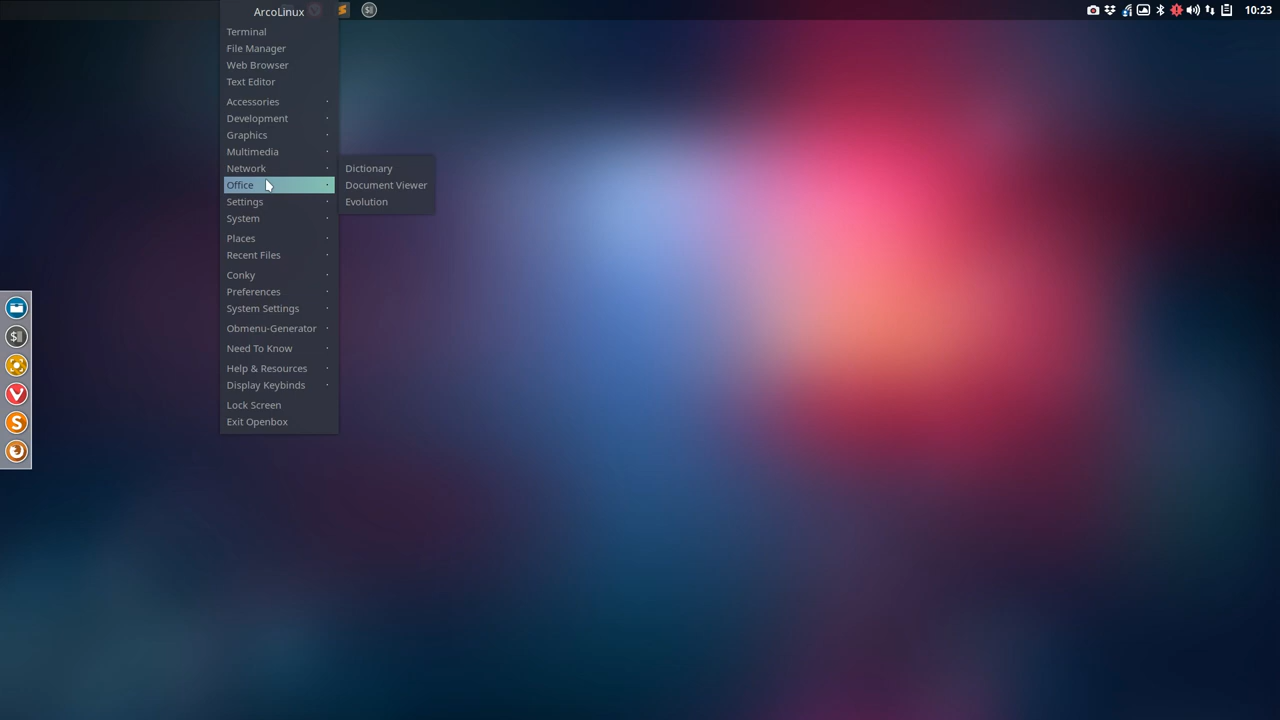 ArcoLinux
10:23
Terminal
File Manager
Web Browser
Text Editor
Accessories
Development
Graphics
Multimedia
Network
Office
Settings
System
Places
Recent Files
Conky
Preferences
System Settings
Obmenu-Generator
Need To Know
Help & Resources
Display Keybinds
Lock Screen
Exit Openbox
Dictionary
Document Viewer
Evolution